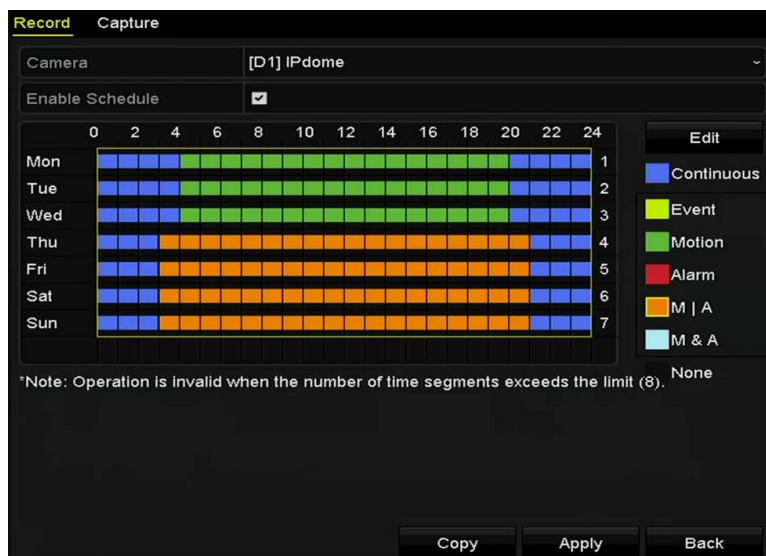 Record Capture
Camera [D1] IPdome
Enable Schedule
0 2 4 6 8 10 12 14 16 18 20 22 24
Edit
Mon 1
Continuous
Tue 2
Wed 3
Event
Thu 4
Motion
Fri 5
Alarm
Sat 6
M | A
Sun 7
M & A
None
*Note: Operation is invalid when the number of time segments exceeds the limit (8).
Copy Apply Back